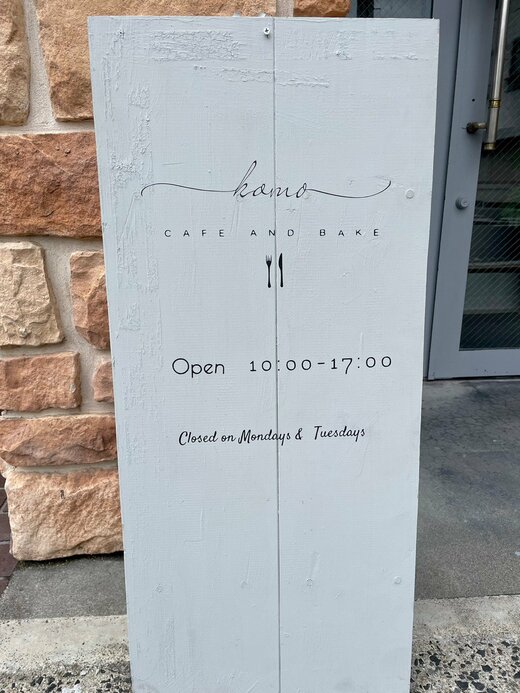 komo
CAFE AND BAKE
Open 10:00-17:00
Closed on Mondays & Tuesdays